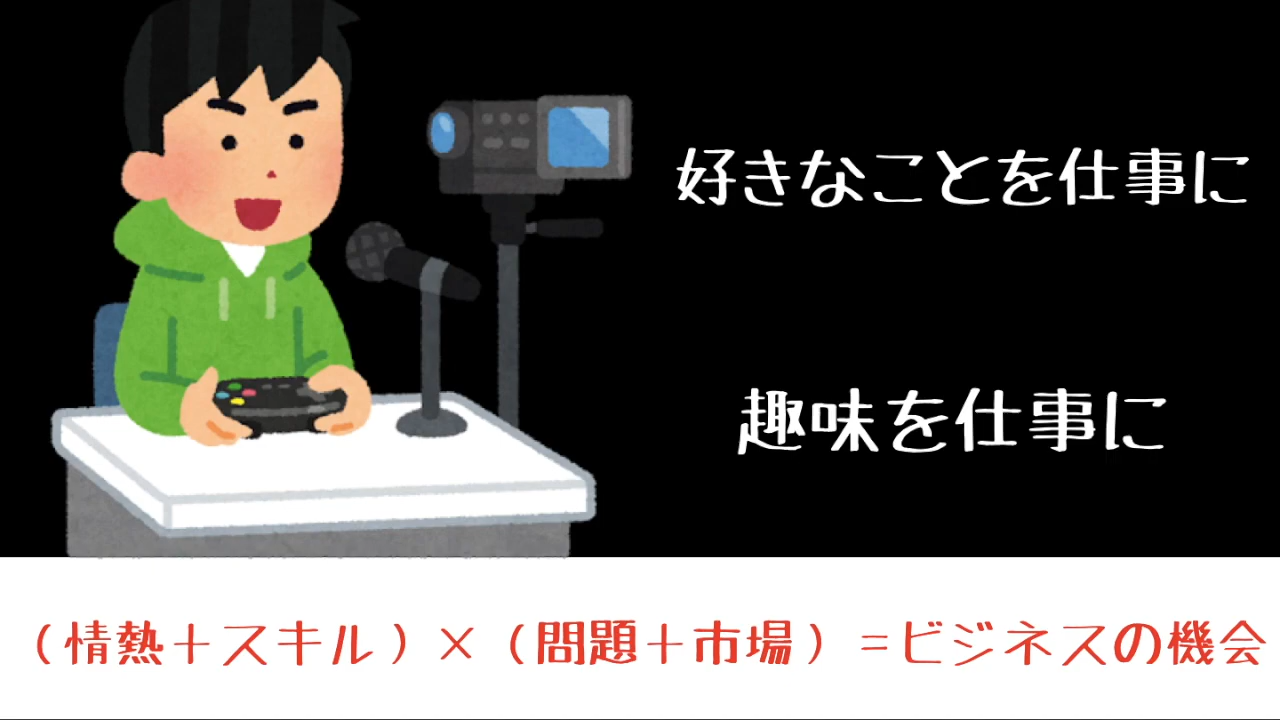 好きなことを仕事に
趣味を仕事に
（情熱＋スキル）×（問題＋市場）=ビジネスの機会